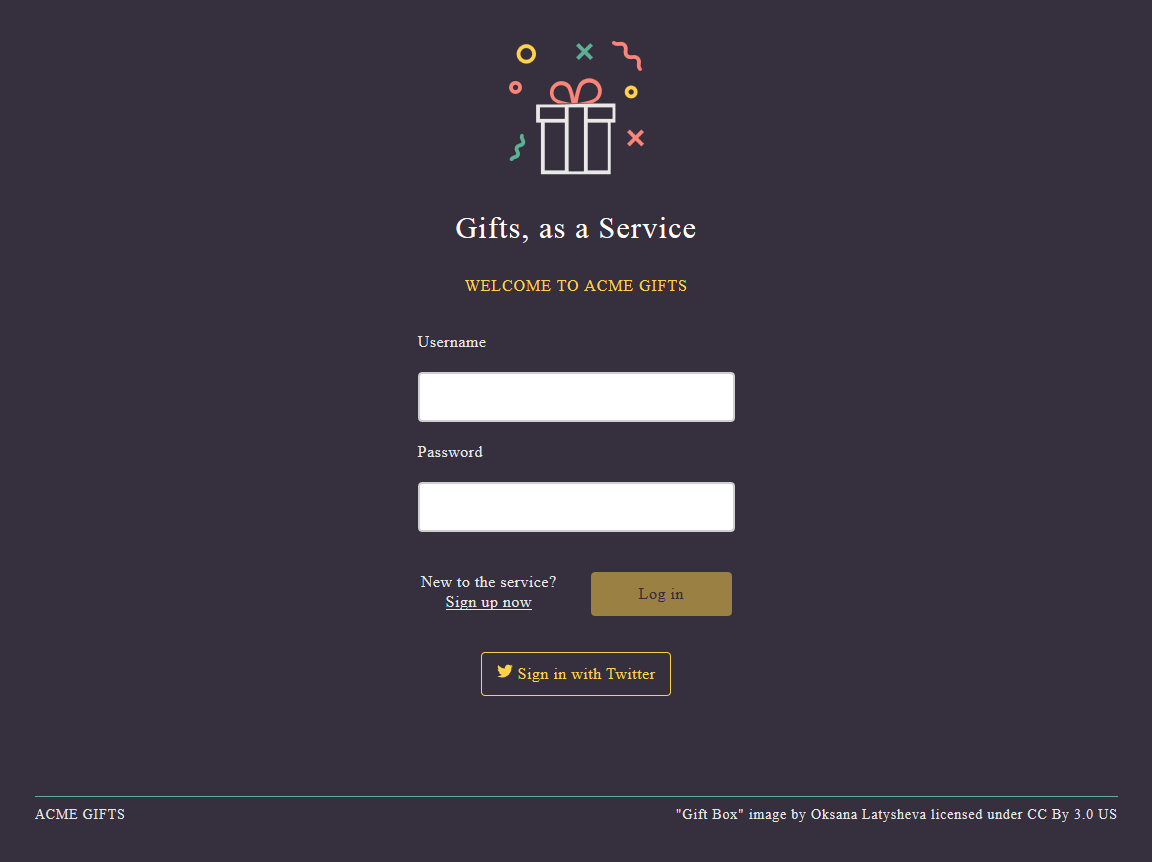 Gifts, as a Service
WELCOME TO ACME GIFTS
Username
Password
New to the service?
Sign up now
Log in
Sign in with Twitter
ACME GIFTS
"Gift Box" image by Oksana Latysheva licensed under CC By 3.0 US